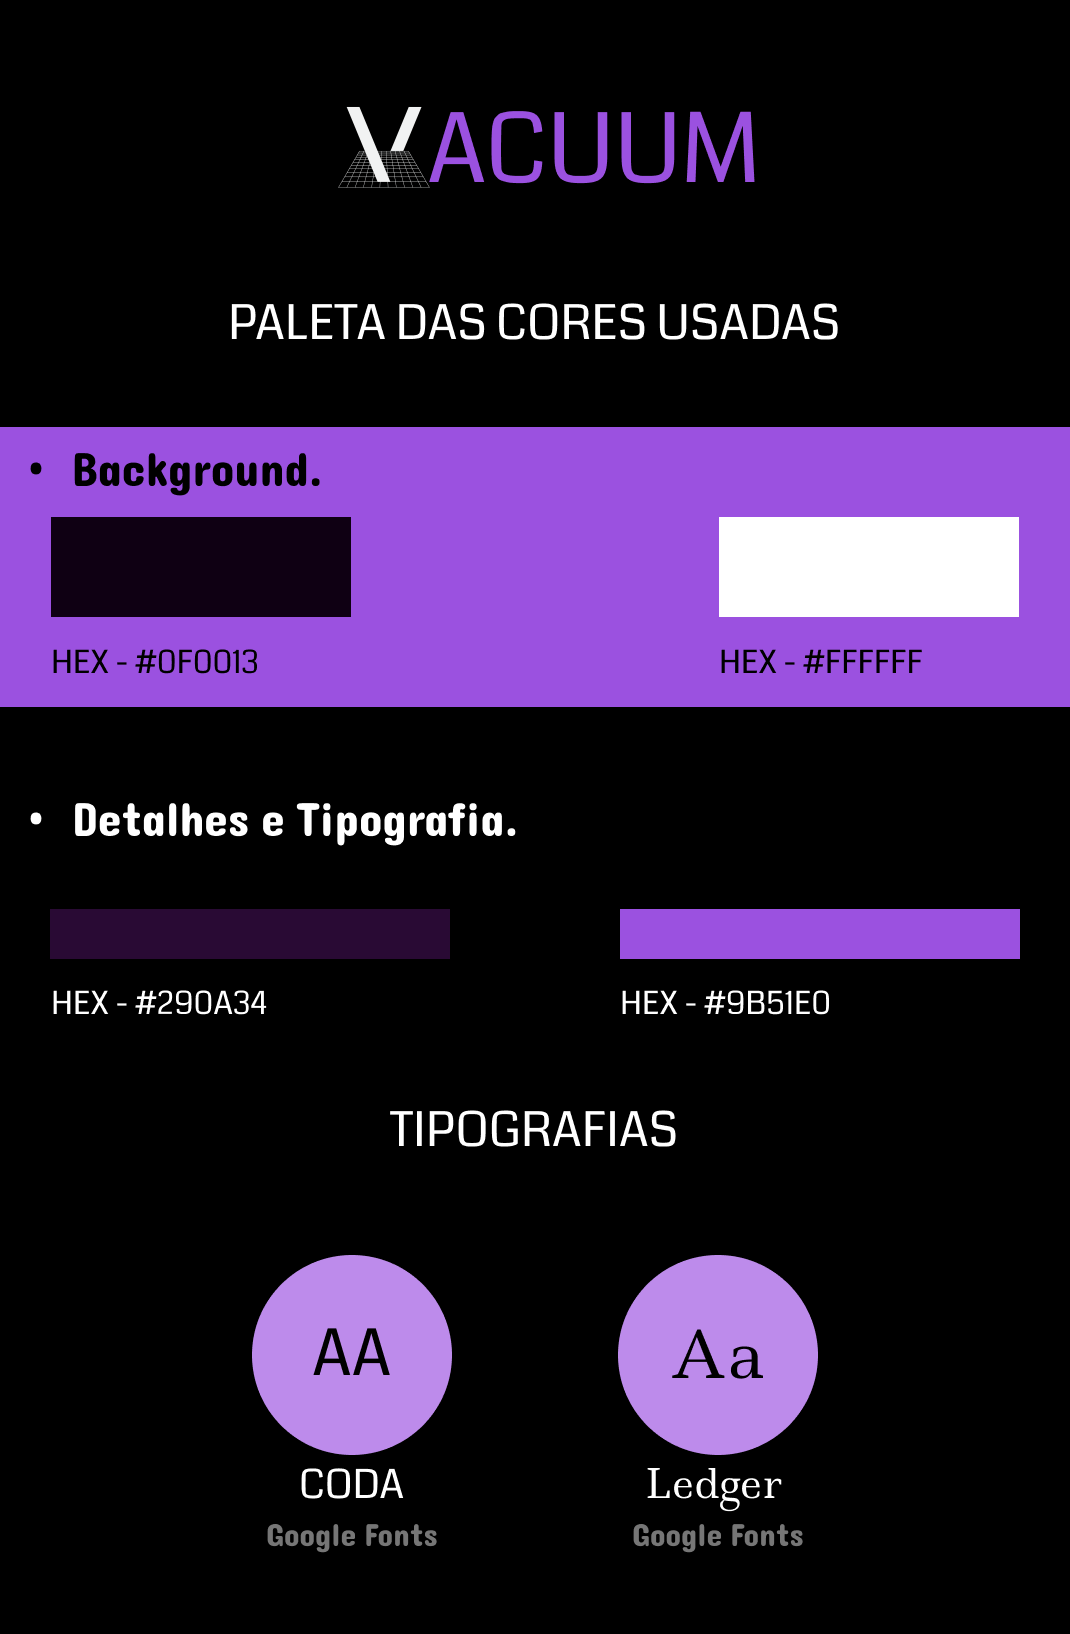 VACUUM
PALETA DAS CORES USADAS
• Background.
HEX - #0F0013
HEX - #FFFFFF
• Detalhes e Tipografia.
HEX - #290A34
HEX - #9B51E0
TIPOGRAFIAS
AA
Aa
CODA
Ledger
Google Fonts
Google Fonts